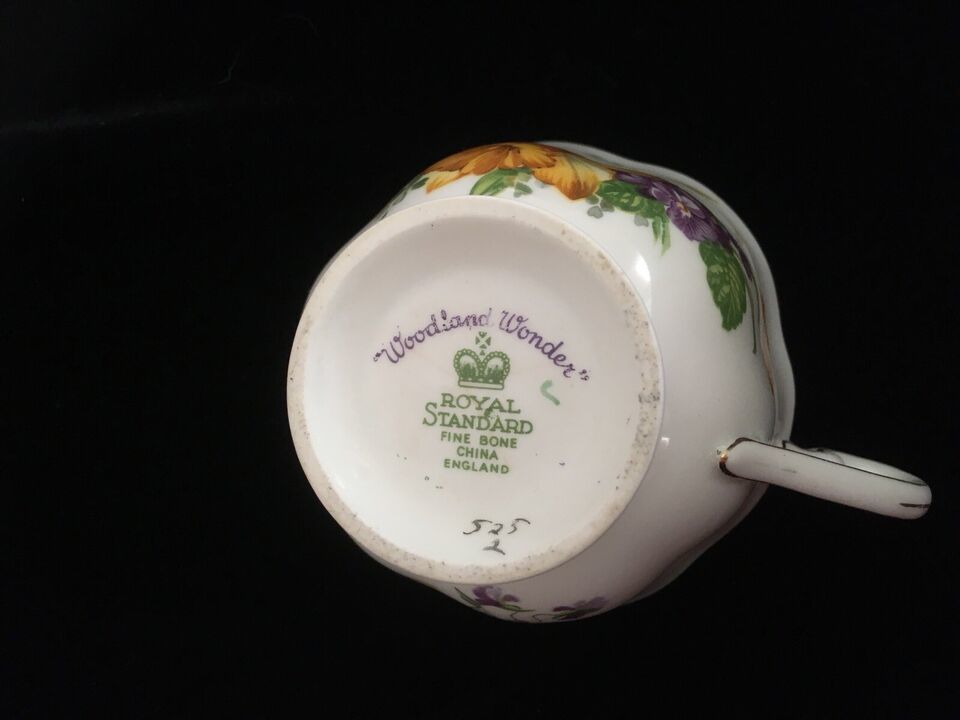 "Woodland Wonder"
ROYAL
STANDARD
FINE BONE
CHINA
ENGLAND
525
2